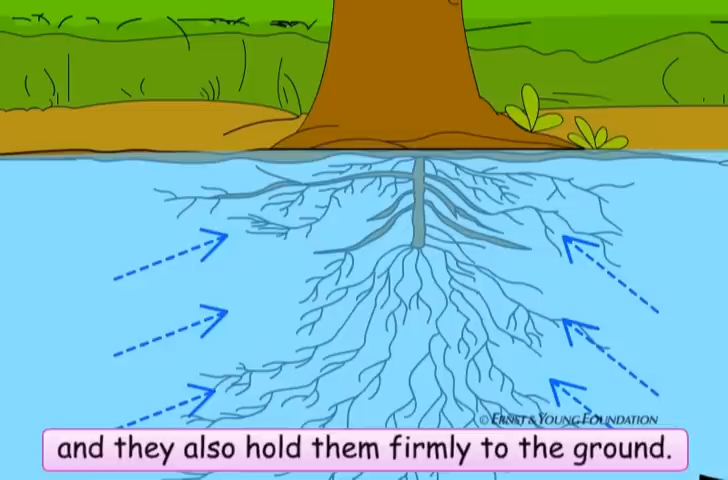 © Ernst & Young Foundation
and they also hold them firmly to the ground.